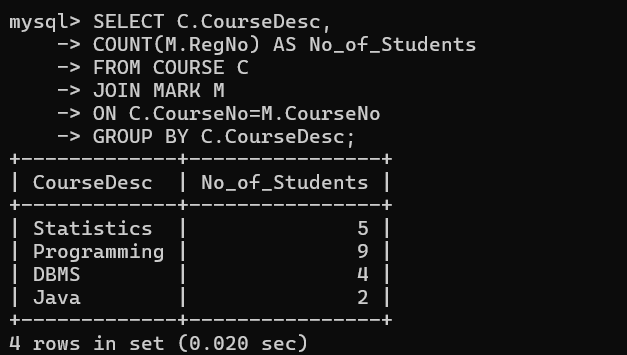 mysql> SELECT C.CourseDesc,
    -> COUNT(M.RegNo) AS No_of_Students
    -> FROM COURSE C
    -> JOIN MARK M
    -> ON C.CourseNo=M.CourseNo
    -> GROUP BY C.CourseDesc;
+-------------+----------------+
| CourseDesc  | No_of_Students |
+-------------+----------------+
| Statistics  |              5 |
| Programming |              9 |
| DBMS        |              4 |
| Java        |              2 |
+-------------+----------------+
4 rows in set (0.020 sec)